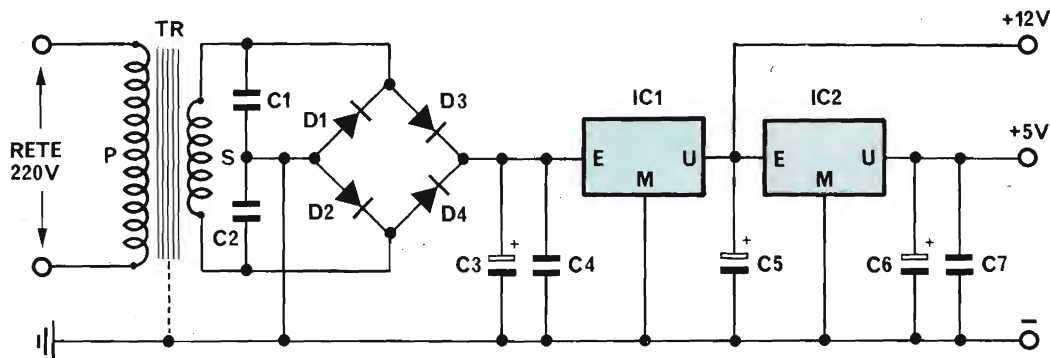 TR
+12V
C1
D1
D3
IC1
IC2
RETE
220V
P
S
E
U
M
E
U
M
+5V
C2
D2
D4
+
C3
C4
+
C5
+
C6
C7
–